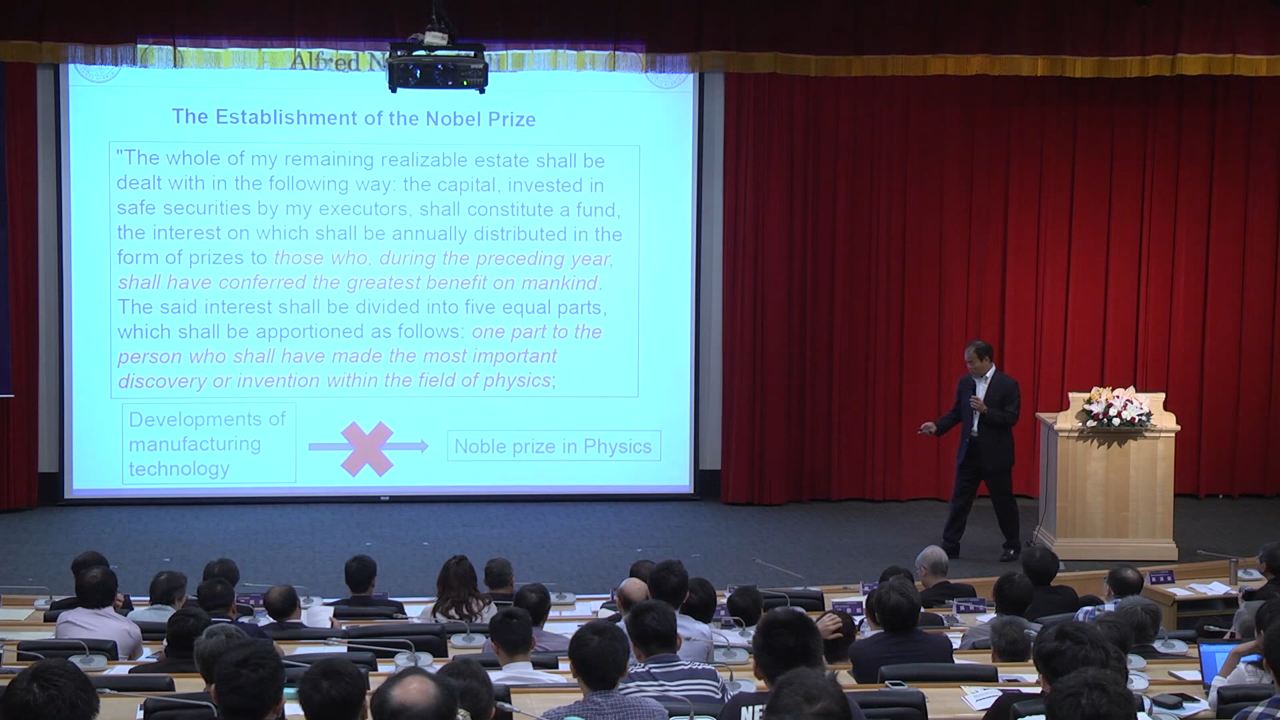 Alfred N
The Establishment of the Nobel Prize
"The whole of my remaining realizable estate shall be
dealt with in the following way: the capital, invested in
safe securities by my executors, shall constitute a fund,
the interest on which shall be annually distributed in the
form of prizes to those who, during the preceding year,
shall have conferred the greatest benefit on mankind.
The said interest shall be divided into five equal parts,
which shall be apportioned as follows: one part to the
person who shall have made the most important
discovery or invention within the field of physics;
Developments of
manufacturing
technology
Noble prize in Physics